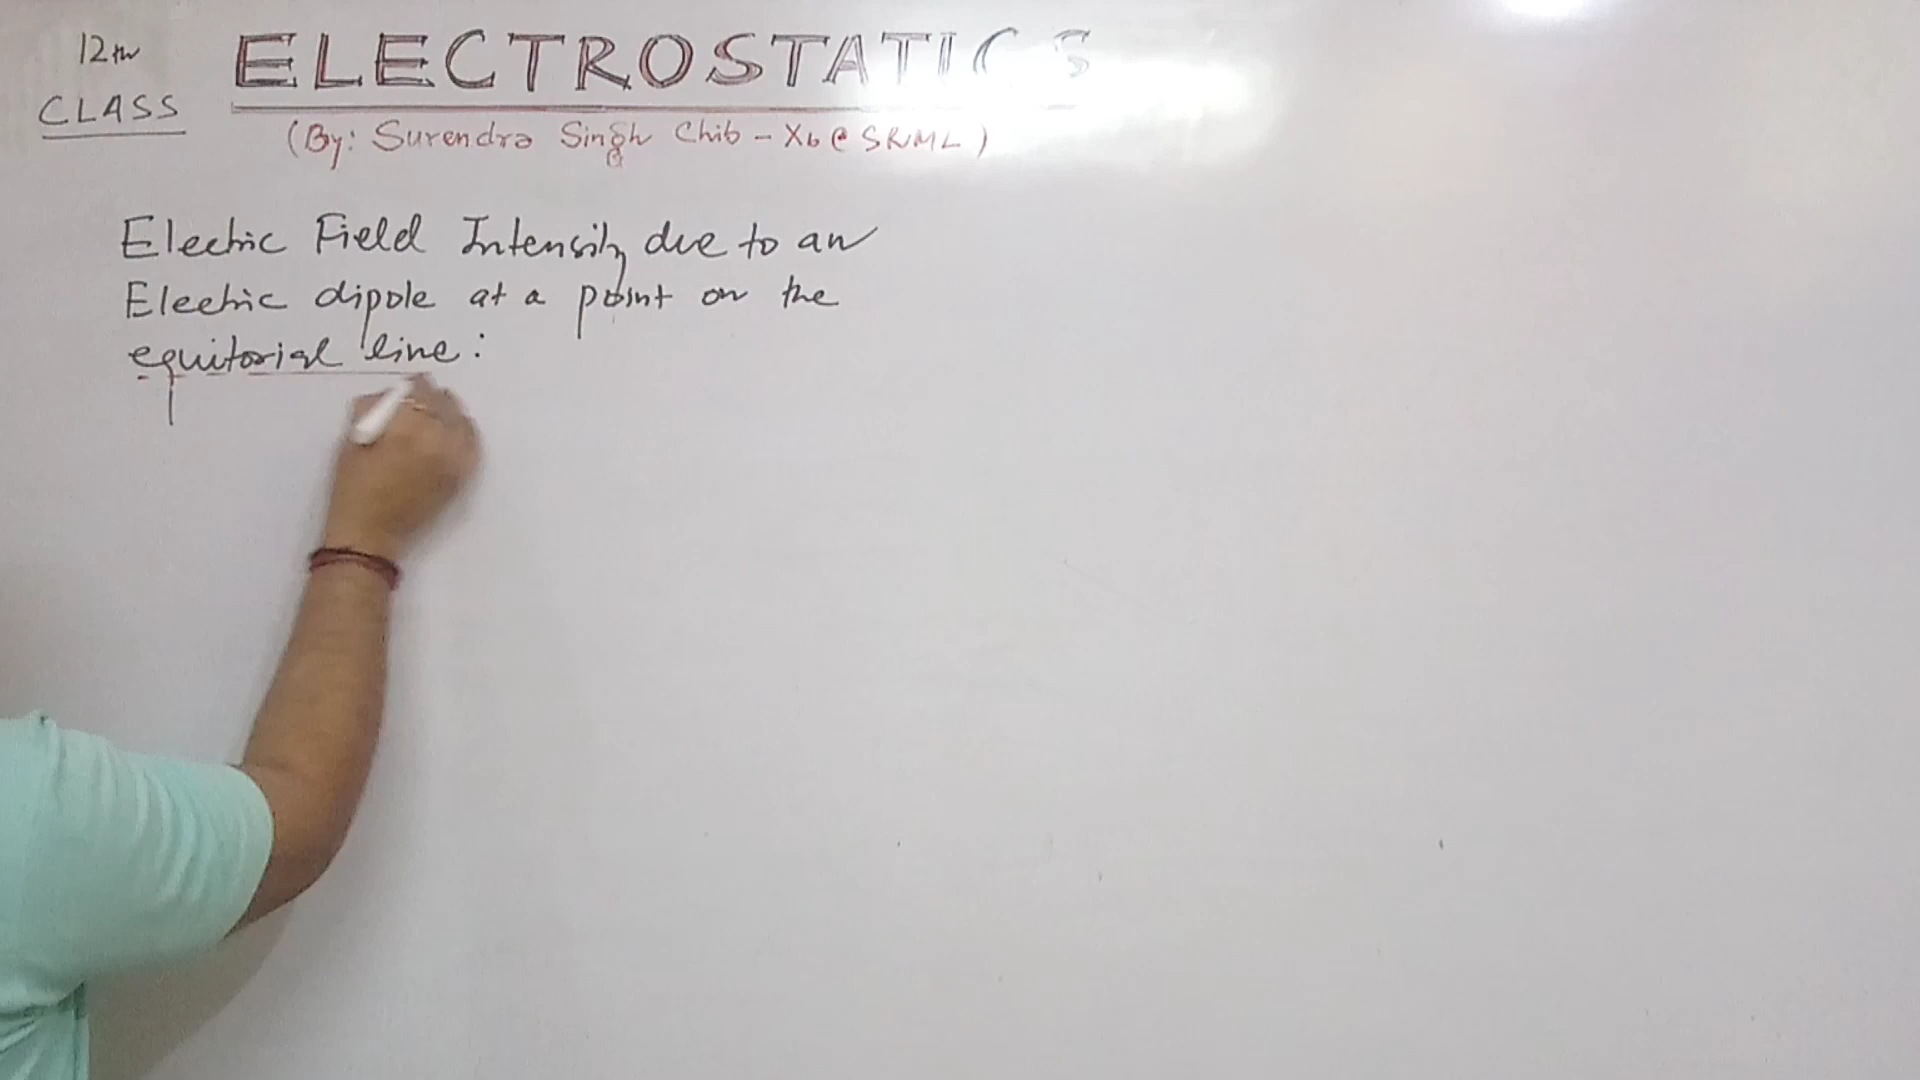 12th
CLASS
ELECTROSTATICS
(By: Surendra Singh Chib - X6 @ SRML)
Electric Field Intensity due to an
Electric dipole at a point on the
equitorial line: